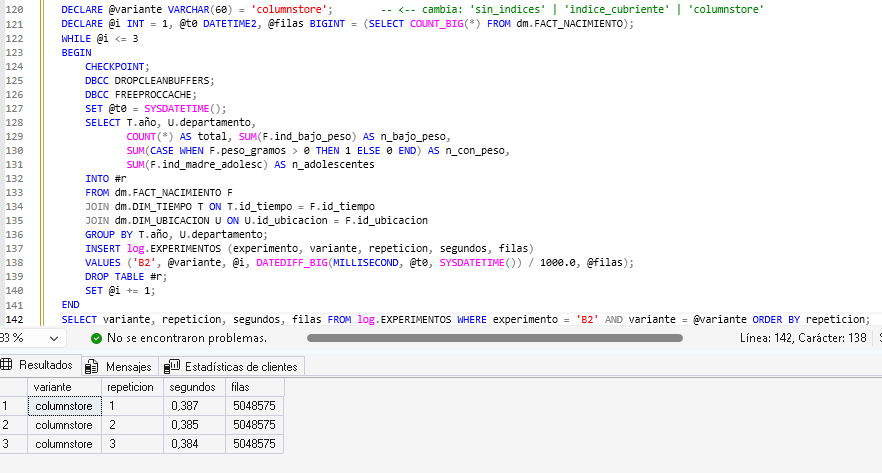 120 DECLARE @variante VARCHAR(60) = 'columnstore'; -- <-- cambia: 'sin_indices' | 'indice_cubriente' | 'columnstore'
121 DECLARE @i INT = 1, @t0 DATETIME2, @filas BIGINT = (SELECT COUNT_BIG(*) FROM dm.FACT_NACIMIENTO);
122 WHILE @i <= 3
123 BEGIN
124 CHECKPOINT;
125 DBCC DROPCLEANBUFFERS;
126 DBCC FREEPROCCACHE;
127 SET @t0 = SYSDATETIME();
128 SELECT T.año, U.departamento,
129 COUNT(*) AS total, SUM(F.ind_bajo_peso) AS n_bajo_peso,
130 SUM(CASE WHEN F.peso_gramos > 0 THEN 1 ELSE 0 END) AS n_con_peso,
131 SUM(F.ind_madre_adolesc) AS n_adolescentes
132 INTO #r
133 FROM dm.FACT_NACIMIENTO F
134 JOIN dm.DIM_TIEMPO T ON T.id_tiempo = F.id_tiempo
135 JOIN dm.DIM_UBICACION U ON U.id_ubicacion = F.id_ubicacion
136 GROUP BY T.año, U.departamento;
137 INSERT log.EXPERIMENTOS (experimento, variante, repeticion, segundos, filas)
138 VALUES ('B2', @variante, @i, DATEDIFF_BIG(MILLISECOND, @t0, SYSDATETIME()) / 1000.0, @filas);
139 DROP TABLE #r;
140 SET @i += 1;
141 END
142 SELECT variante, repeticion, segundos, filas FROM log.EXPERIMENTOS WHERE experimento = 'B2' AND variante = @variante ORDER BY repeticion;
83 % No se encontraron problemas. Línea: 142, Carácter: 138
Resultados Mensajes Estadísticas de clientes
variante repeticion segundos filas
1 columnstore 1 0,387 5048575
2 columnstore 2 0,385 5048575
3 columnstore 3 0,384 5048575